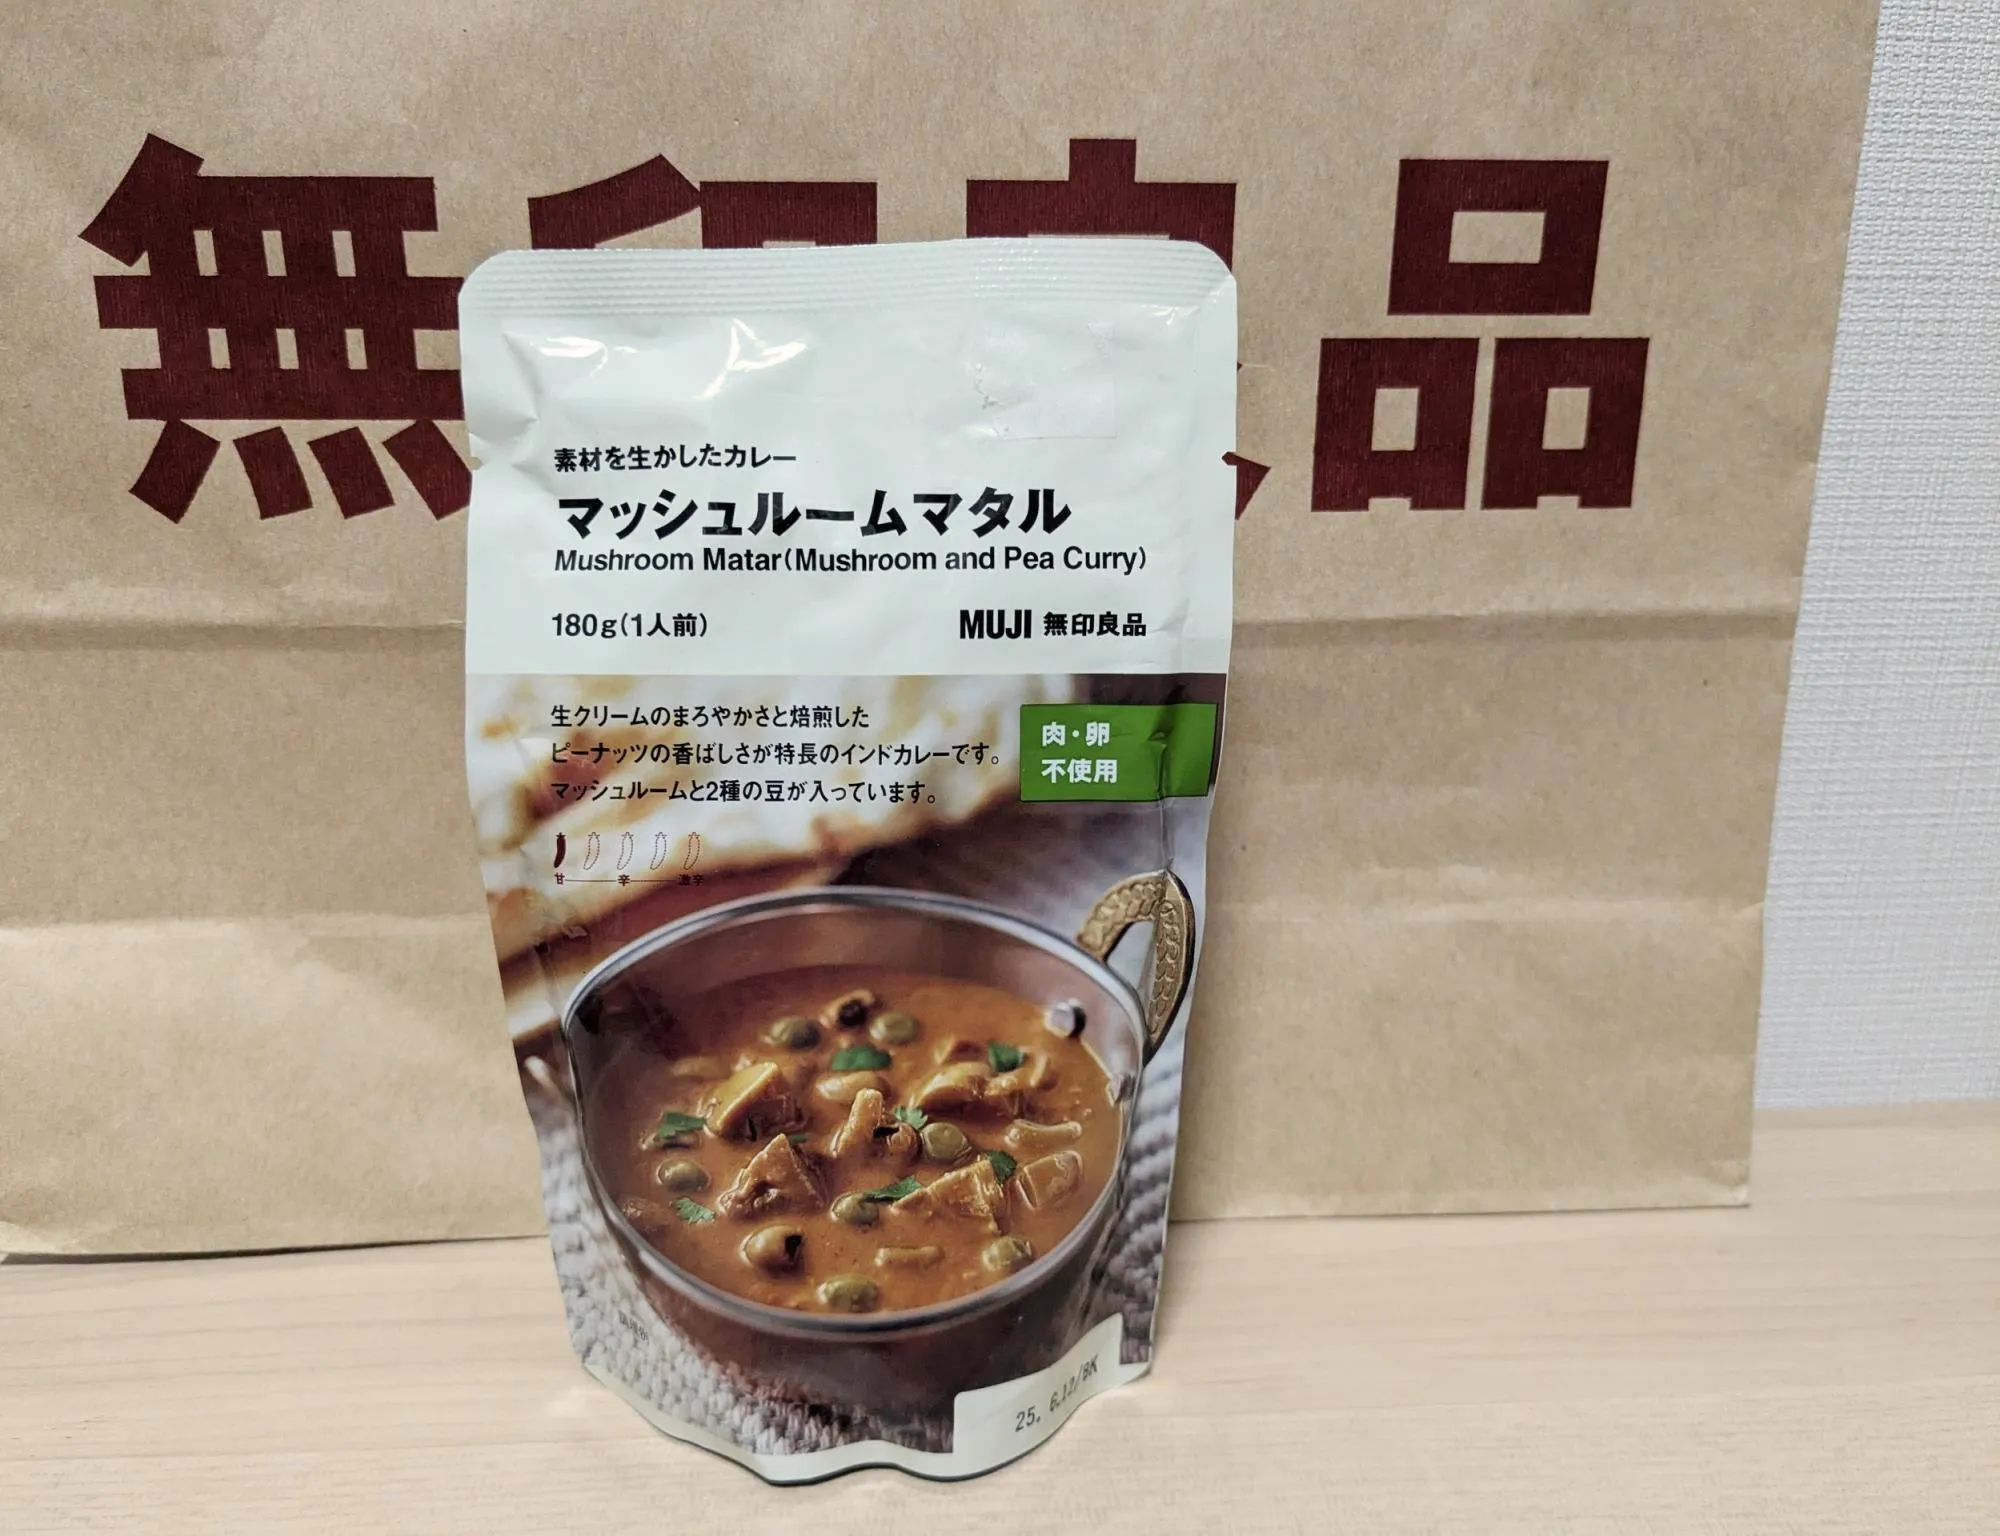 無印良品
素材を生かしたカレー
マッシュルームマタル
Mushroom Matar(Mushroom and Pea Curry)
180g(1人前)
MUJI 無印良品
生クリームのまろやかさと焙煎した
ピーナッツの香ばしさが特長のインドカレーです。
マッシュルームと2種の豆が入っています。
肉・卵
不使用
甘 辛 激辛
調理例
25. 6.12/BK